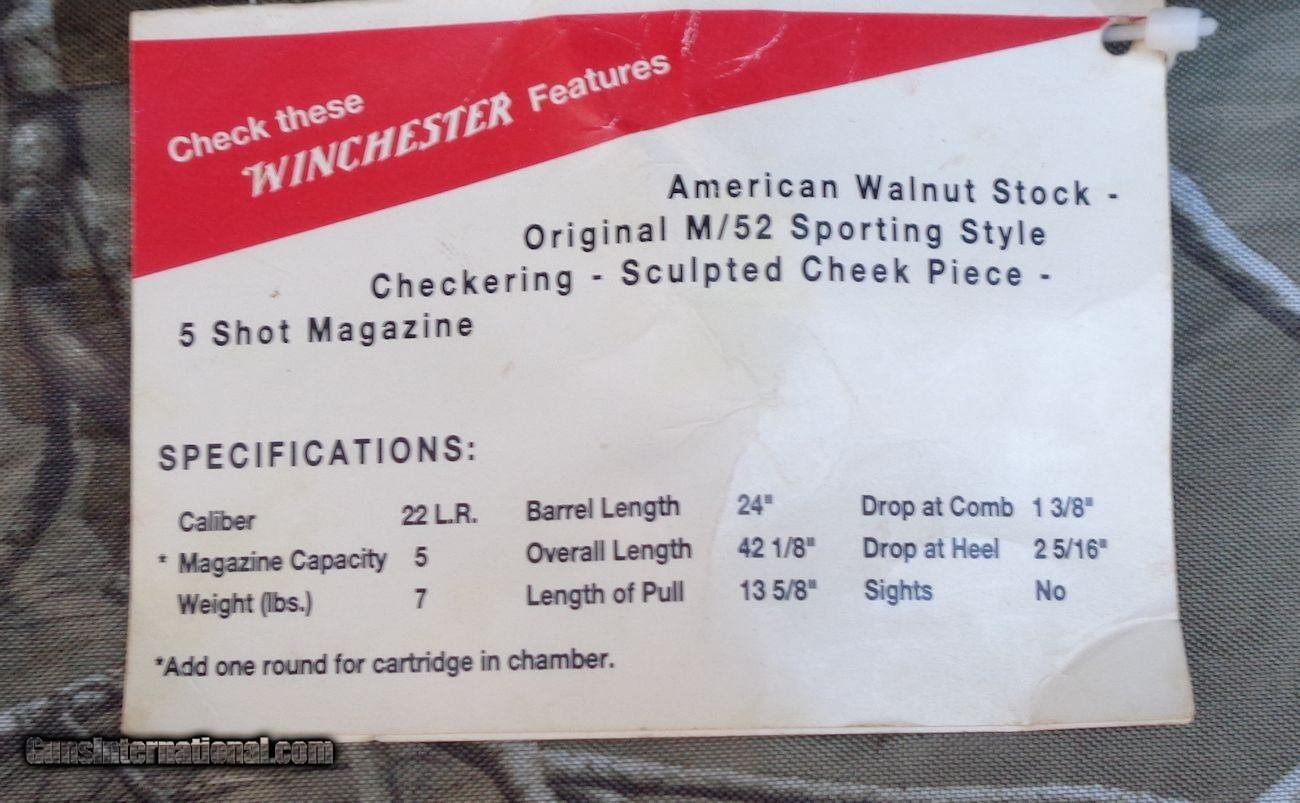 Check these
WINCHESTER Features
American Walnut Stock -
Original M/52 Sporting Style
Checkering - Sculpted Cheek Piece -
5 Shot Magazine
SPECIFICATIONS:
Caliber 22 L.R. Barrel Length 24" Drop at Comb 1 3/8"
* Magazine Capacity 5 Overall Length 42 1/8" Drop at Heel 2 5/16"
Weight (lbs.) 7 Length of Pull 13 5/8" Sights No
*Add one round for cartridge in chamber.
GunsInternational.com